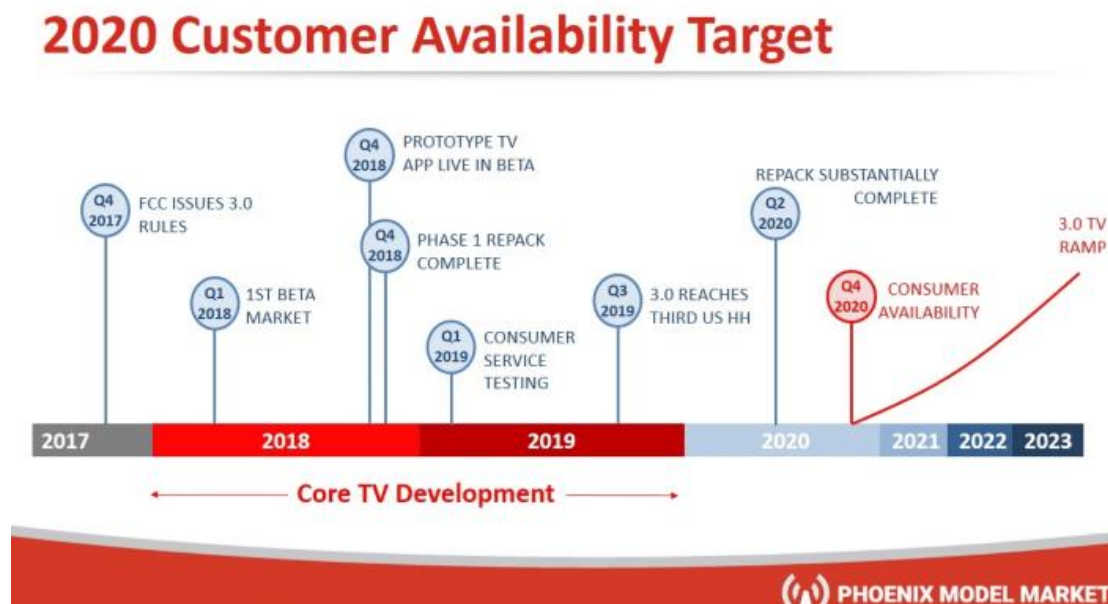 2020 Customer Availability Target
Q4
2017
FCC ISSUES 3.0
RULES
Q1
2018
1ST BETA
MARKET
Q4
2018
PROTOTYPE TV
APP LIVE IN BETA
Q4
2018
PHASE 1 REPACK
COMPLETE
Q1
2019
CONSUMER
SERVICE
TESTING
Q3
2019
3.0 REACHES
THIRD US HH
REPACK SUBSTANTIALLY
COMPLETE
Q2
2020
Q4
2020
CONSUMER
AVAILABILITY
3.0 TV
RAMP
2017
2018
2019
2020
2021
2022
2023
Core TV Development
PHOENIX MODEL MARKET